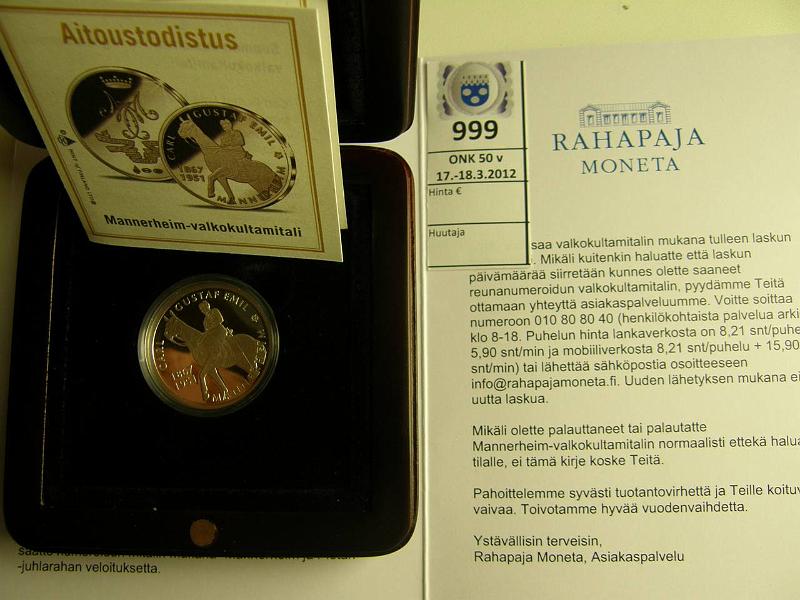 Aitoustodistus
CARL GUSTAF EMIL
1867
1951
Mannerheim-valkokultamitali
CARL GUSTAF EMIL
1867
1951
999
ONK 50 v
17.-18.3.2012
Hinta €
Huutaja
RAHAPAJA
MONETA
saa valkokultamitalin mukana tulleen laskun
Mikäli kuitenkin haluatte että laskun
päivämäärää siirretään kunnes olette saaneet
reunanumeroidun valkokultamitalin, pyydämme Teitä
ottamaan yhteyttä asiakaspalveluumme. Voitte soittaa
numeroon 010 80 80 40 (henkilökohtaista palvelua arki
klo 8-18. Puhelun hinta lankaverkosta on 8,21 snt/puhe
5,90 snt/min ja mobiiliverkosta 8,21 snt/puhelu + 15,90
snt/min) tai lähettää sähköpostia osoitteeseen
info@rahapajamoneta.fi. Uuden lähetyksen mukana ei
uutta laskua.
Mikäli olette palauttaneet tai palautatte
Mannerheim-valkokultamitalin normaalisti ettekä halua
tilalle, ei tämä kirje koske Teitä.
Pahoittelemme syvästi tuotantovirhettä ja Teille koituv
vaivaa. Toivotamme hyvää vuodenvaihdetta.
Ystävällisin terveisin,
Rahapaja Moneta, Asiakaspalvelu
-juhlarahan veloituksetta.